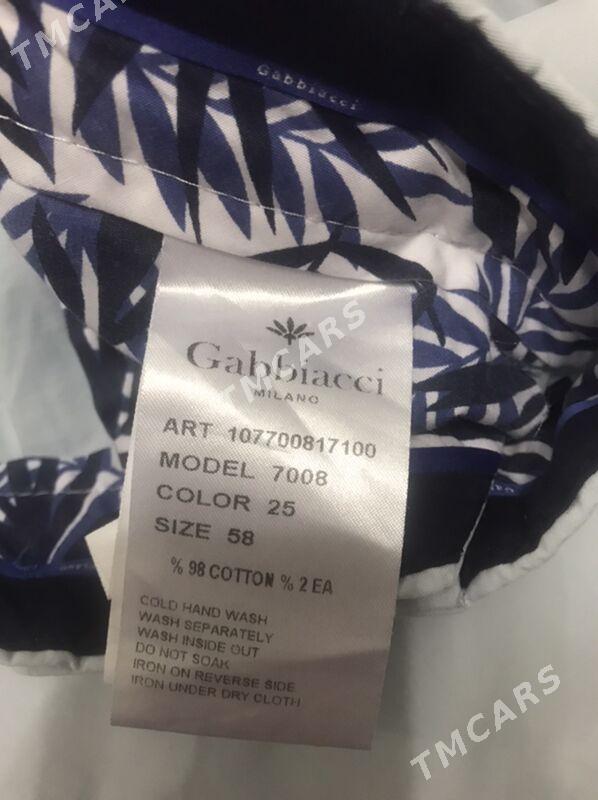 TMCARS
Gabbiacci
TMCARS
Gabbiacci
MILANO
ART 107700817100
MODEL 7008
COLOR 25
SIZE 58
% 98 COTTON % 2 EA
COLD HAND WASH
WASH SEPARATELY
WASH INSIDE OUT
DO NOT SOAK
IRON ON REVERSE SIDE
IRON UNDER DRY CLOTH
TMCARS